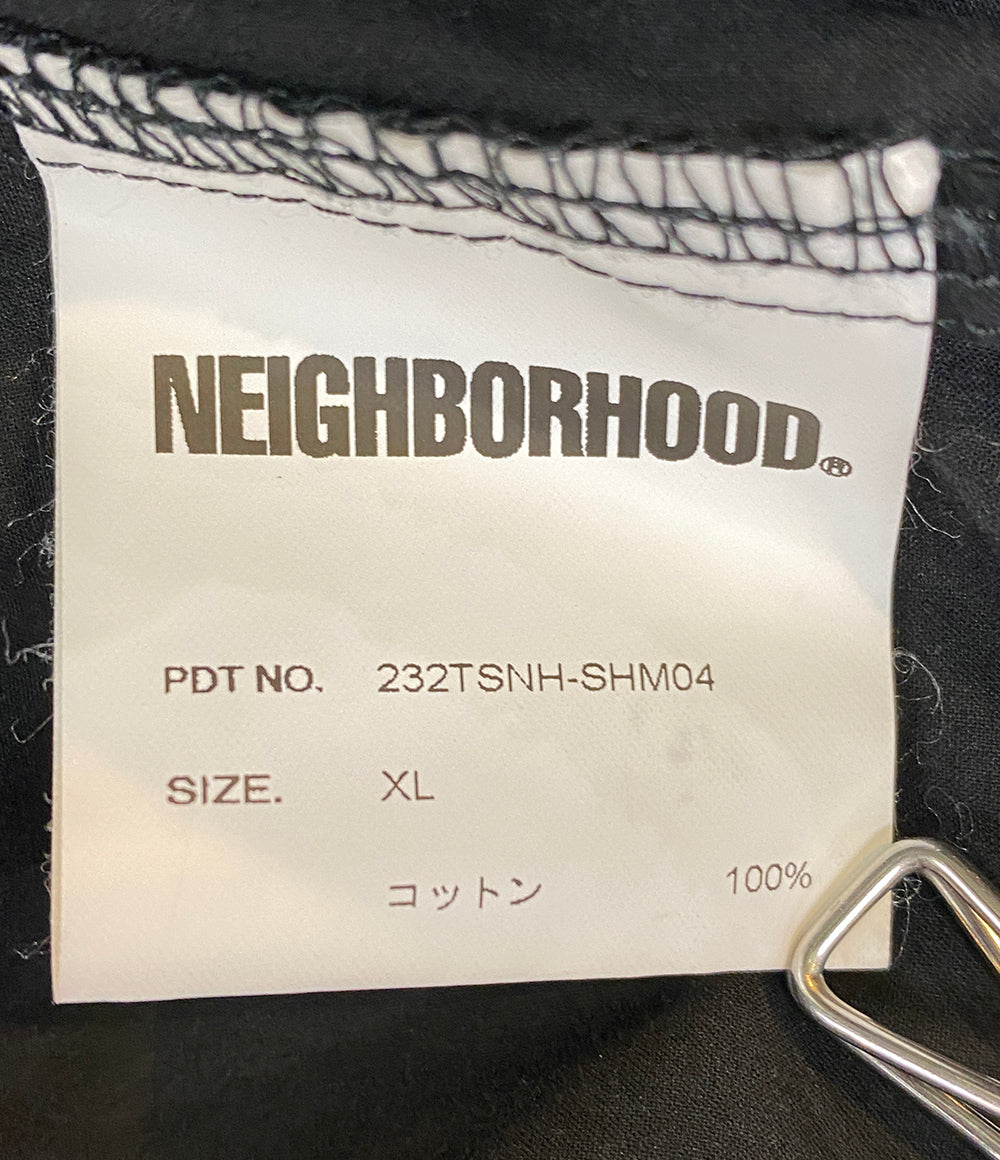 NEIGHBORHOOD®
PDT NO. 232TSNH-SHM04
SIZE. XL
コットン 100%